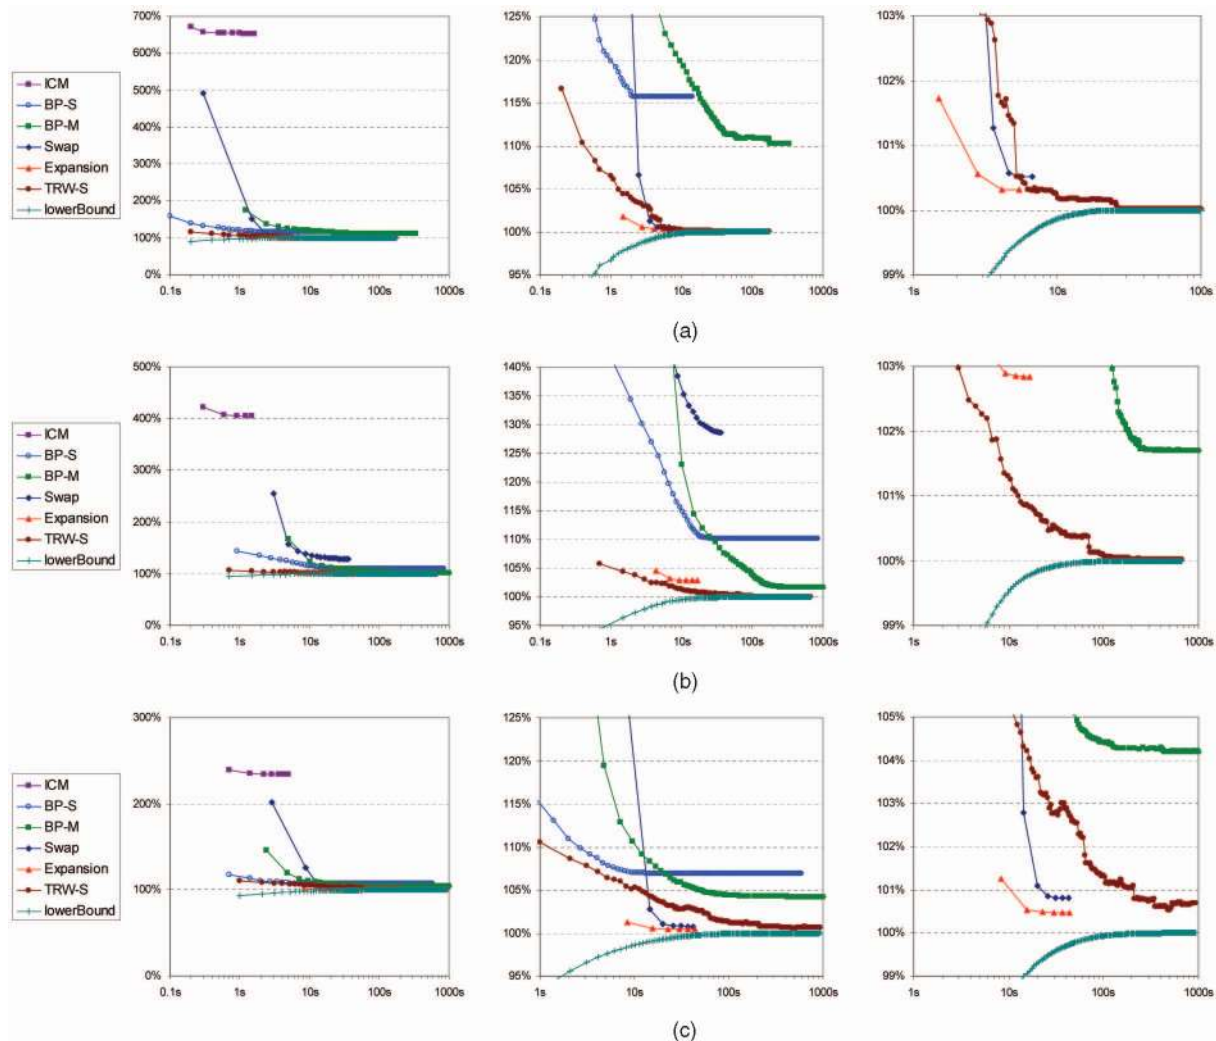 700%
600%
500%
400%
300%
200%
100%
0%
0.1s 1s 10s 100s 1000s
ICM
BP-S
BP-M
Swap
Expansion
TRW-S
lowerBound
125%
120%
115%
110%
105%
100%
95%
0.1s 1s 10s 100s 1000s
103%
102%
101%
100%
99%
1s 10s 100s
(a)
500%
400%
300%
200%
100%
0%
0.1s 1s 10s 100s 1000s
ICM
BP-S
BP-M
Swap
Expansion
TRW-S
lowerBound
140%
135%
130%
125%
120%
115%
110%
105%
100%
95%
0.1s 1s 10s 100s 1000s
103%
102%
101%
100%
99%
1s 10s 100s 1000s
(b)
300%
200%
100%
0%
0.1s 1s 10s 100s 1000s
ICM
BP-S
BP-M
Swap
Expansion
TRW-S
lowerBound
125%
120%
115%
110%
105%
100%
95%
1s 10s 100s 1000s
105%
104%
103%
102%
101%
100%
99%
1s 10s 100s 1000s
(c)